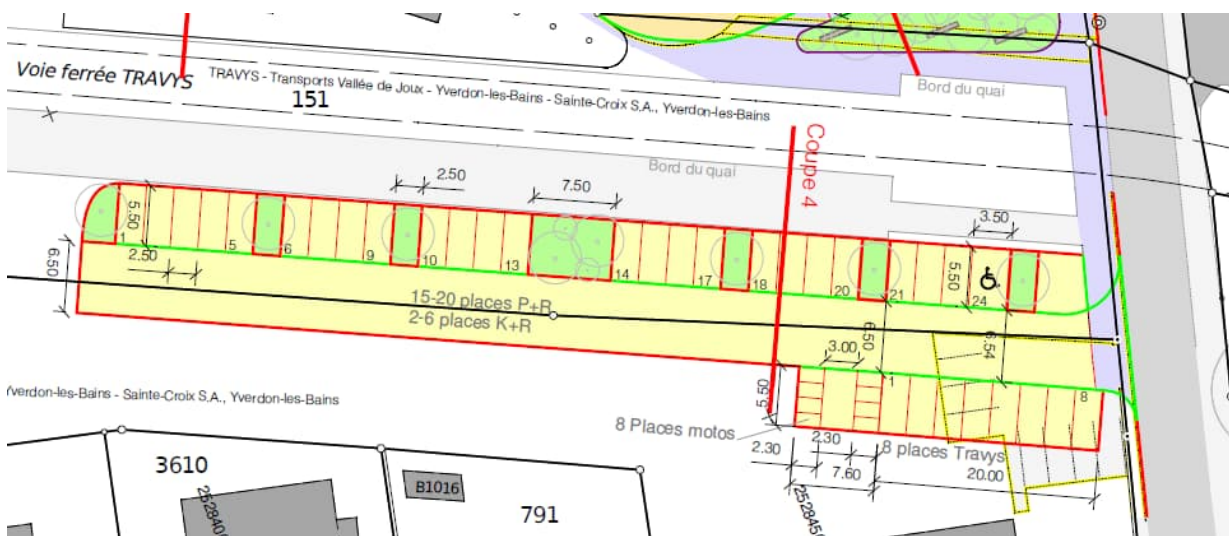 Voie ferrée TRAVYS
TRAVYS - Transports Vallée de Joux - Yverdon-les-Bains - Sainte-Croix S.A., Yverdon-les-Bains
151
Bord du quai
Coupe 4
Bord du quai
2.50
7.50
3.50
5.50
1
5
6
9
10
13
14
17
18
20
21
24
5.50
6.50
2.50
15-20 places P+R
2-6 places K+R
6.50
6.54
3.00
5.50
1
8
Yverdon-les-Bains - Sainte-Croix S.A., Yverdon-les-Bains
8 Places motos
2.30
2.30
7.60
8 places Travys
20.00
3610
B1016
791